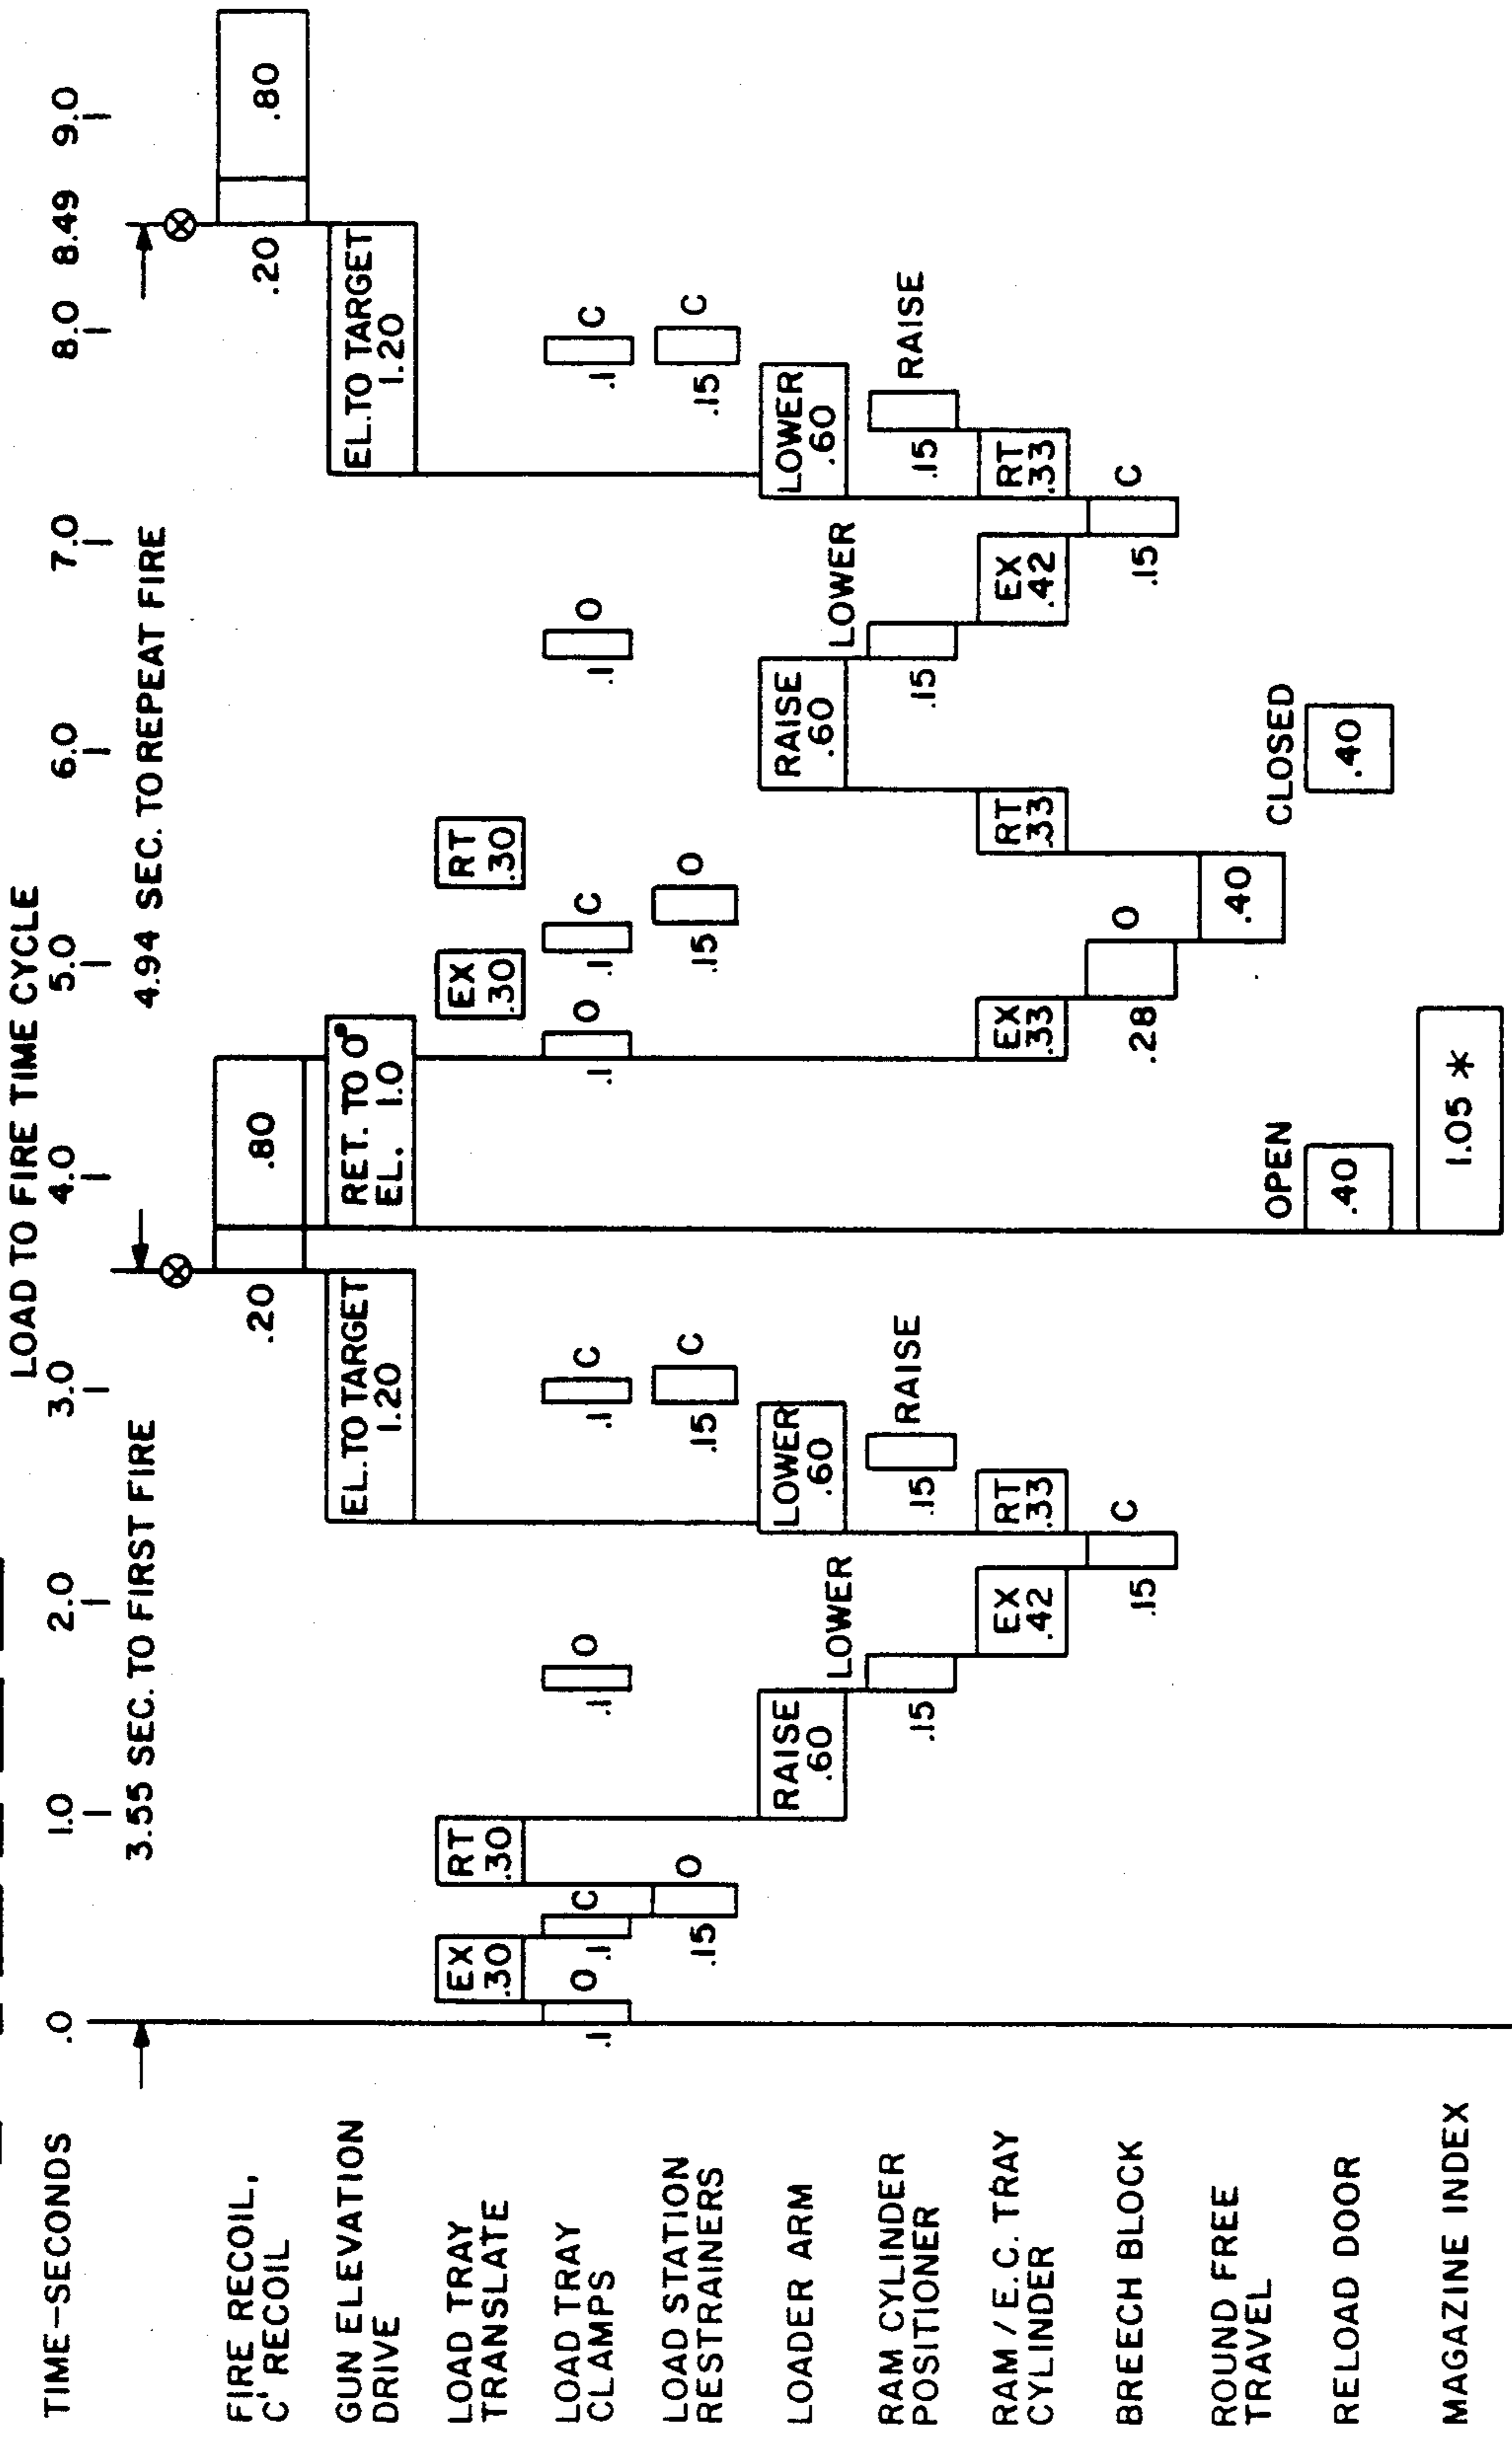 LOAD TO FIRE TIME CYCLE
TIME-SECONDS
.0
1.0
2.0
3.0
4.0
5.0
6.0
7.0
8.0
8.49
9.0
3.55 SEC. TO FIRST FIRE
4.94 SEC. TO REPEAT FIRE
FIRE RECOIL,
C' RECOIL
.20
.80
.20
.80
GUN ELEVATION
DRIVE
EL. TO TARGET
1.20
RET. TO 0°
EL. 1.0
EL. TO TARGET
1.20
LOAD TRAY
TRANSLATE
EX
.30
RT
.30
EX
.30
RT
.30
LOAD TRAY
CLAMPS
.1
O
.1
C
.1
O
.1
C
.1
O
.1
C
.1
O
.1
C
LOAD STATION
RESTRAINERS
.15
O
.15
C
.15
O
.15
C
LOADER ARM
RAISE
.60
LOWER
.60
RAISE
.60
LOWER
.60
RAM CYLINDER
POSITIONER
LOWER
.15
RAISE
.15
LOWER
.15
RAISE
.15
RAM / E.C. TRAY
CYLINDER
EX
.42
RT
.33
EX
.33
RT
.33
EX
.42
RT
.33
BREECH BLOCK
.15
C
.28
O
.15
C
ROUND FREE
TRAVEL
.40
RELOAD DOOR
OPEN
.40
CLOSED
.40
MAGAZINE INDEX
1.05 *